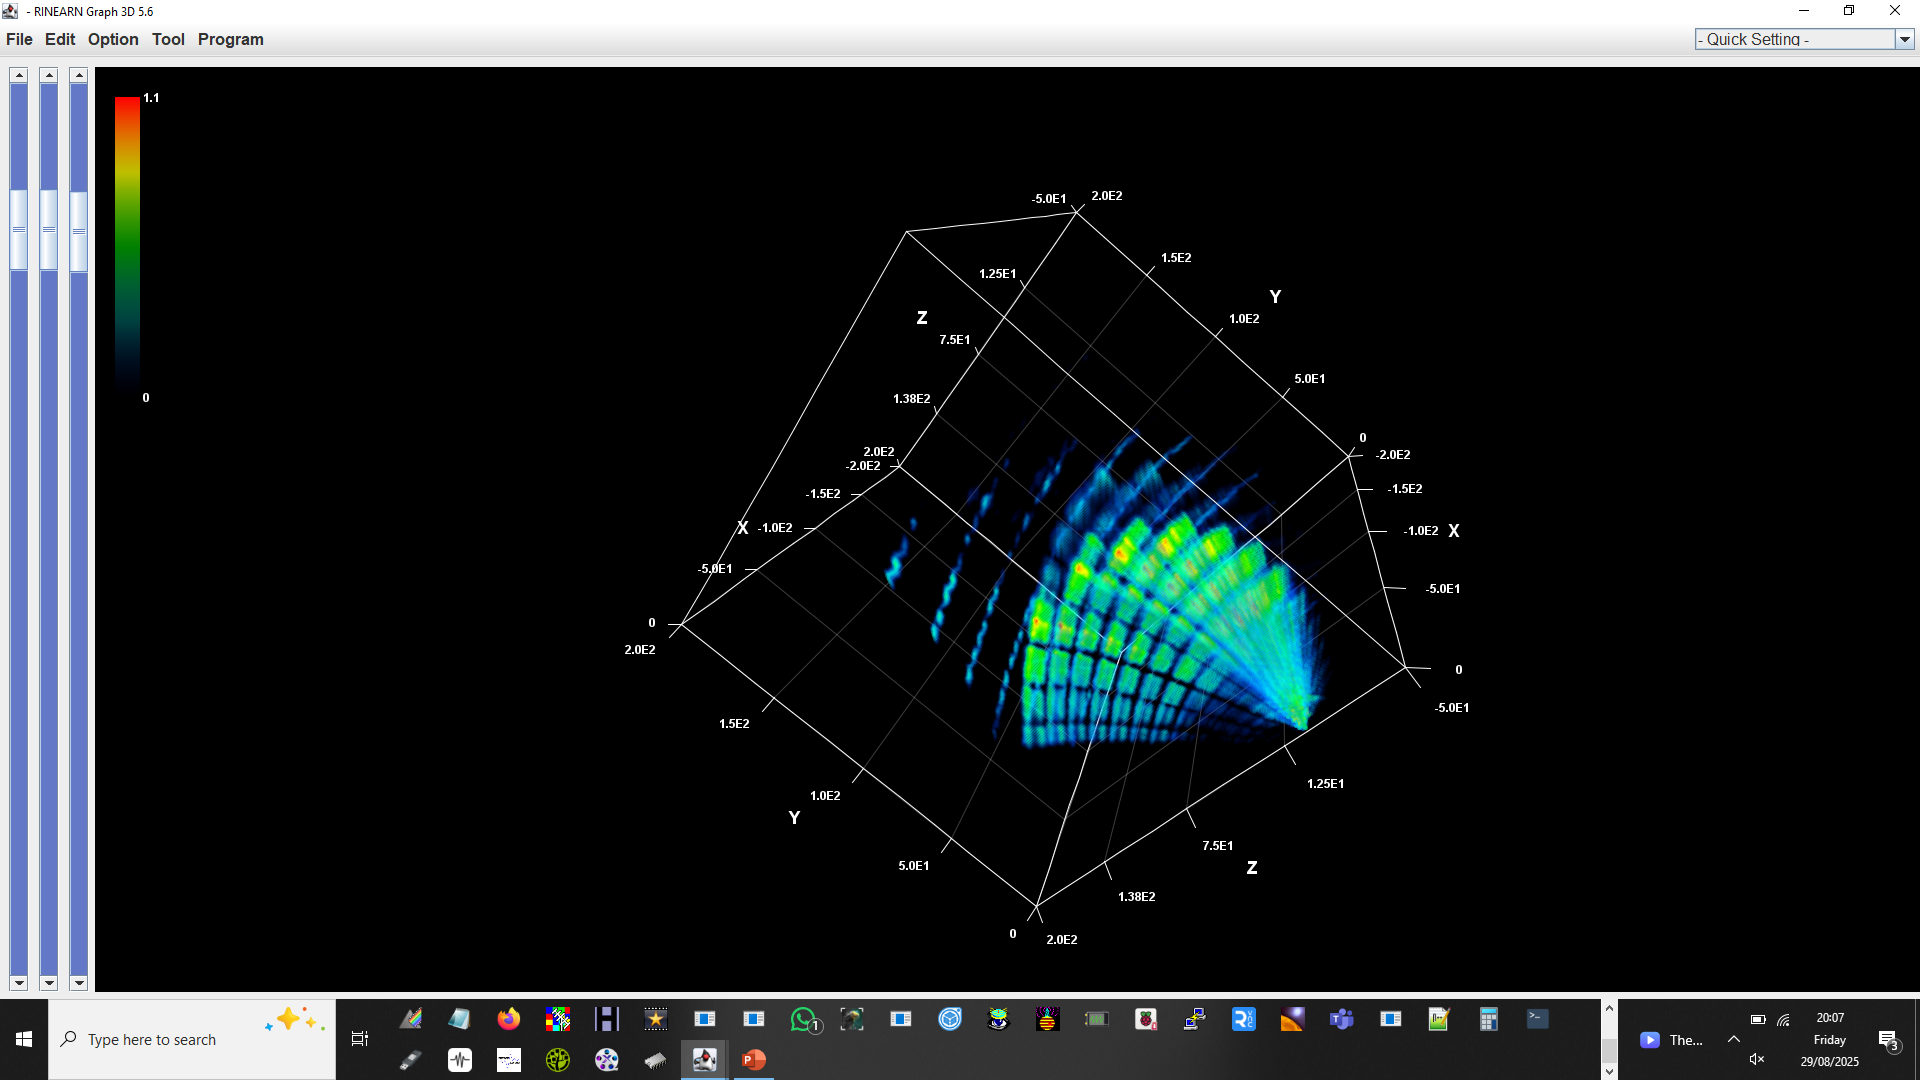 - RINEARN Graph 3D 5.6
File Edit Option Tool Program
- Quick Setting -
1.1
0
-5.0E1
2.0E2
1.5E2
Y
1.25E1
Z
1.0E2
7.5E1
5.0E1
1.38E2
0
2.0E2
-2.0E2
-2.0E2
-1.5E2
-1.5E2
X
-1.0E2
-1.0E2
X
-5.0E1
-5.0E1
0
2.0E2
0
-5.0E1
1.5E2
1.25E1
1.0E2
Y
7.5E1
5.0E1
Z
1.38E2
0
2.0E2
Type here to search
1
The...
20:07
Friday
29/08/2025
3